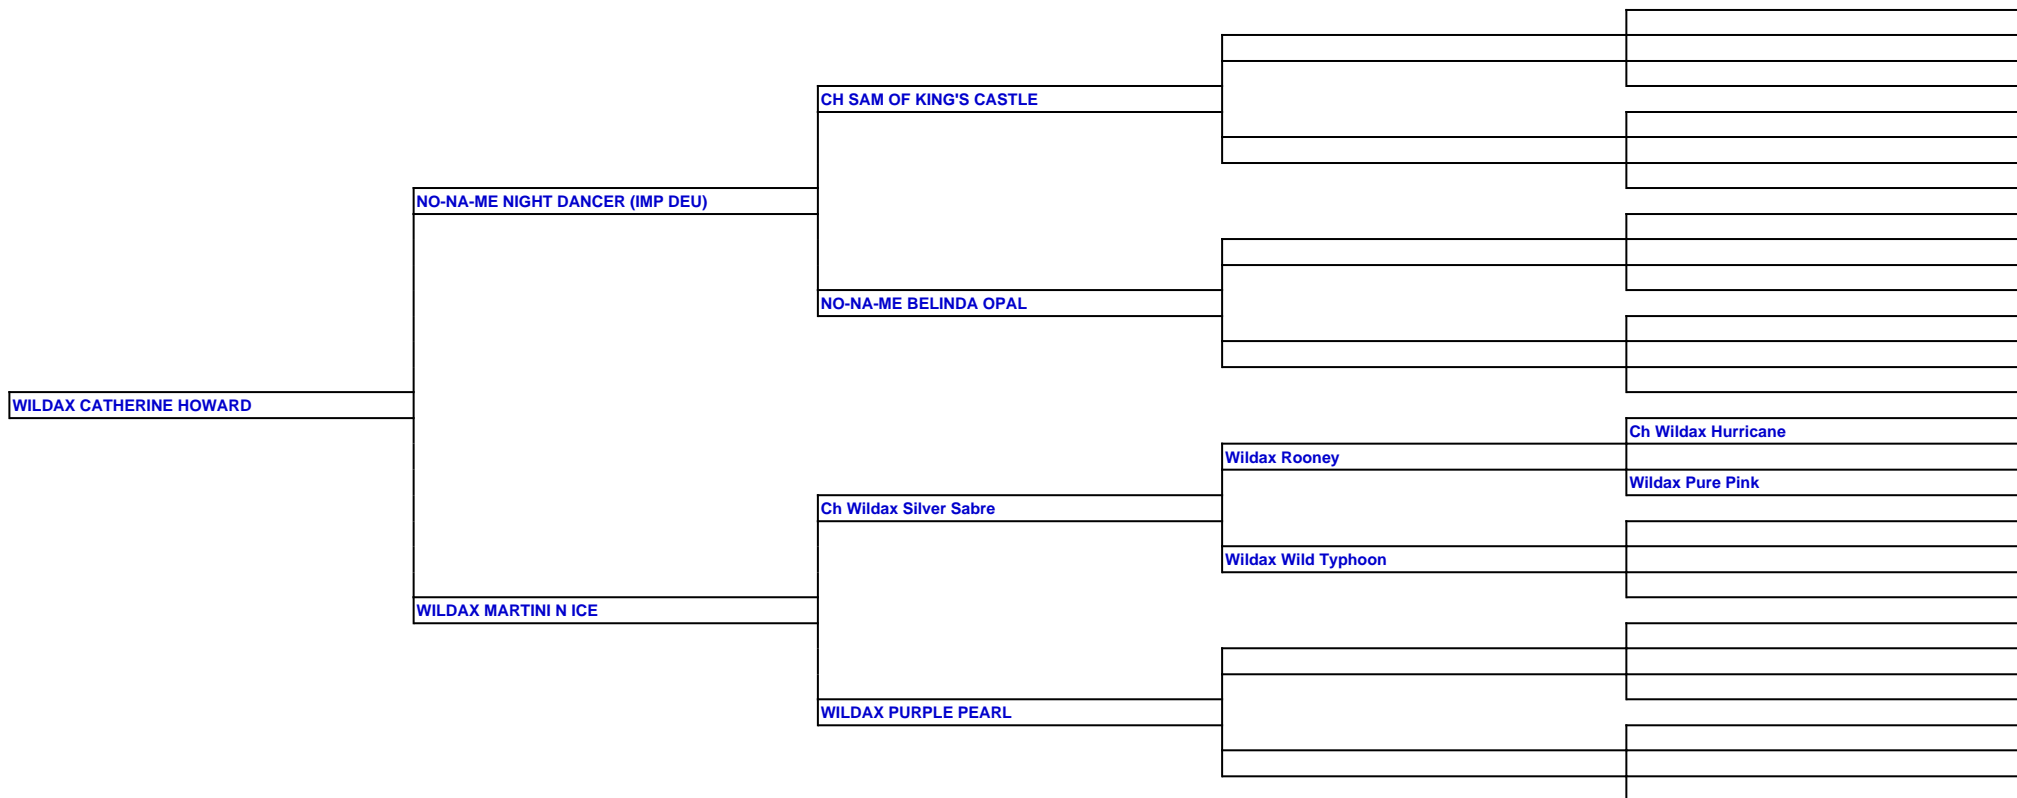 CH SAM OF KING'S CASTLE
NO-NA-ME NIGHT DANCER (IMP DEU)
NO-NA-ME BELINDA OPAL
WILDAX CATHERINE HOWARD
Ch Wildax Hurricane
Wildax Rooney
Wildax Pure Pink
Ch Wildax Silver Sabre
Wildax Wild Typhoon
WILDAX MARTINI N ICE
WILDAX PURPLE PEARL